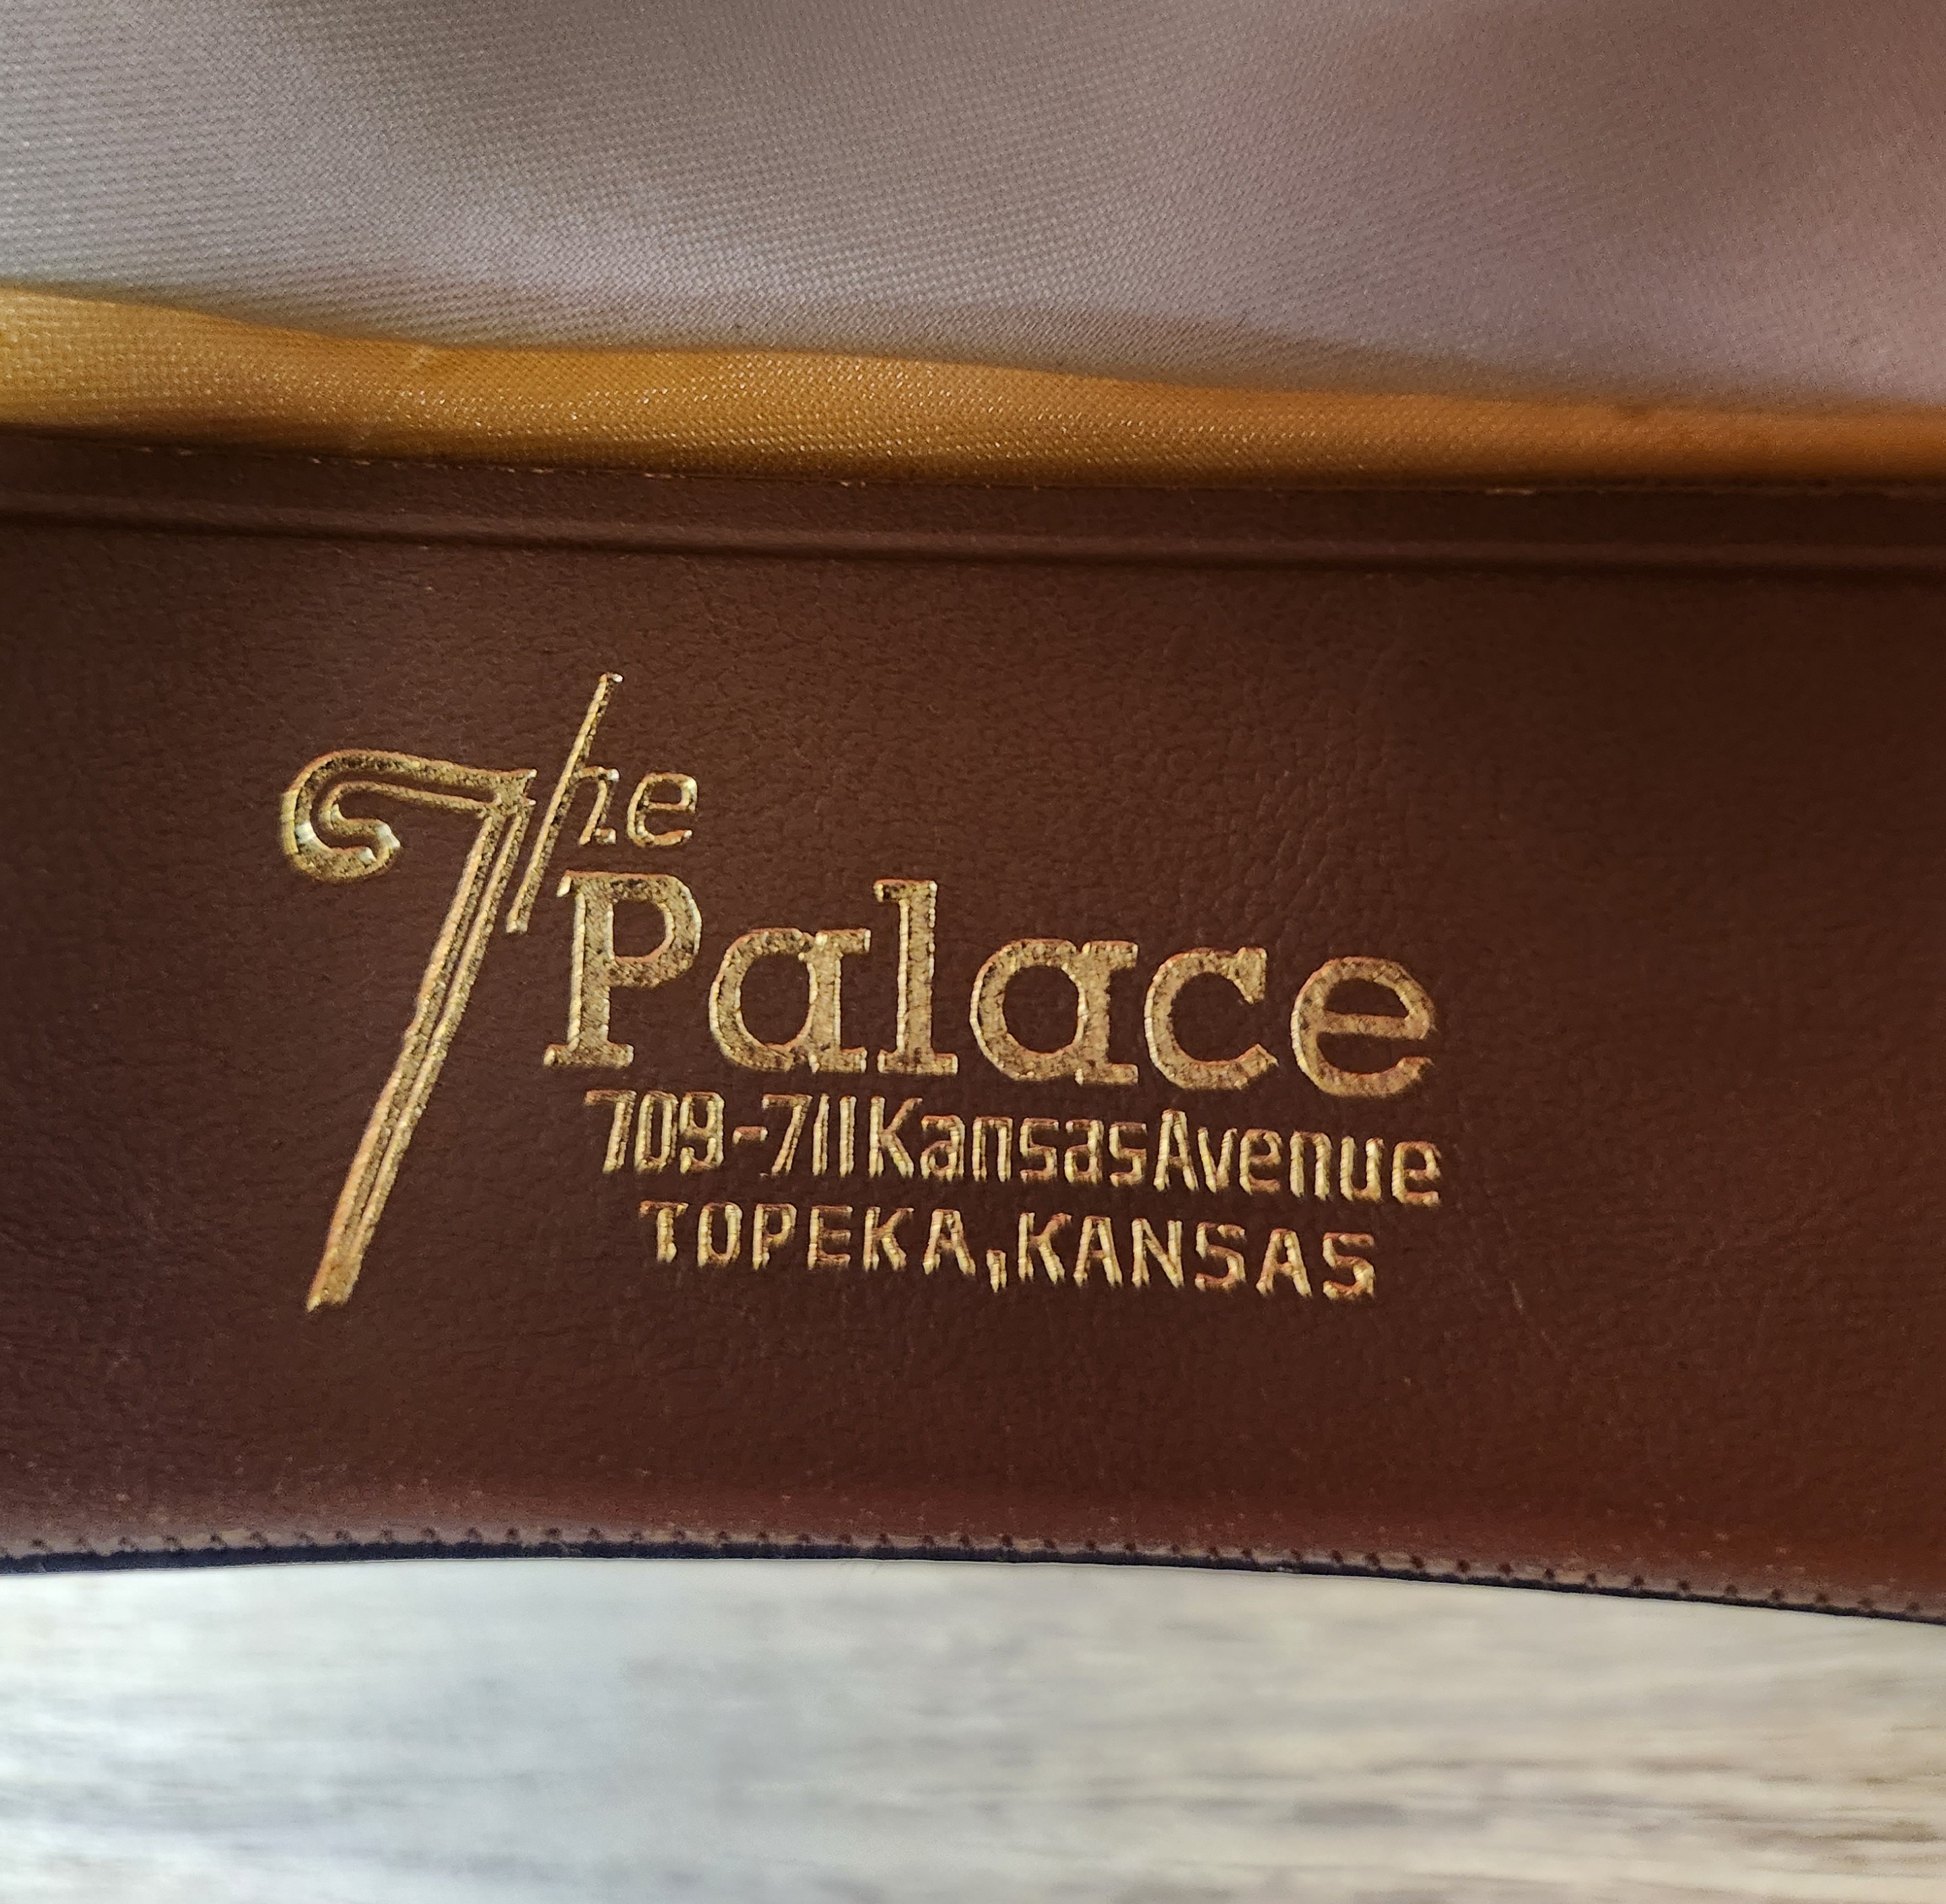 The
Palace
709-711 Kansas Avenue
TOPEKA, KANSAS